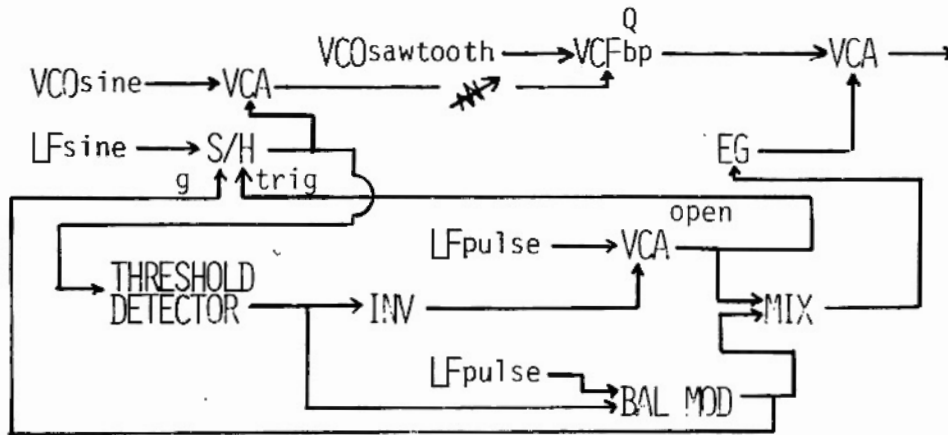 Q
VCOsawtooth VCFbp VCA
VCOsine VCA
LFsine S/H EG
g trig
open
LFpulse VCA
THRESHOLD
DETECTOR INV MIX
LFpulse
BAL MOD